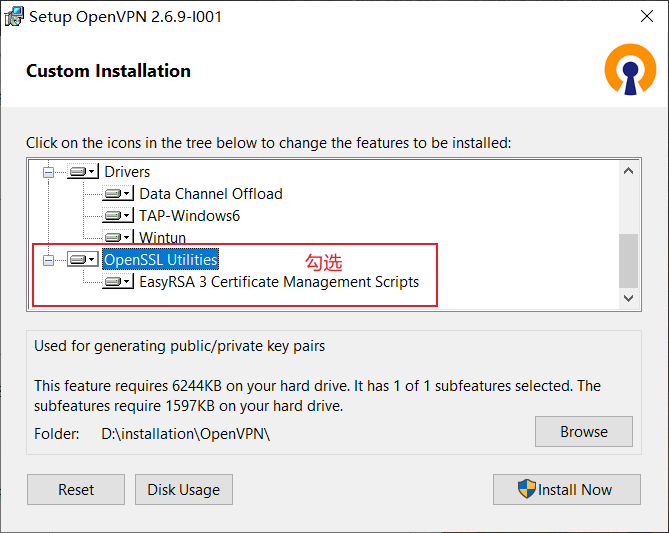 Setup OpenVPN 2.6.9-I001
Custom Installation
Click on the icons in the tree below to change the features to be installed:
Drivers
Data Channel Offload
TAP-Windows6
Wintun
OpenSSL Utilities
勾选
EasyRSA 3 Certificate Management Scripts
Used for generating public/private key pairs
This feature requires 6244KB on your hard drive. It has 1 of 1 subfeatures selected. The
subfeatures require 1597KB on your hard drive.
Folder: D:\installation\OpenVPN\
Browse
Reset
Disk Usage
Install Now